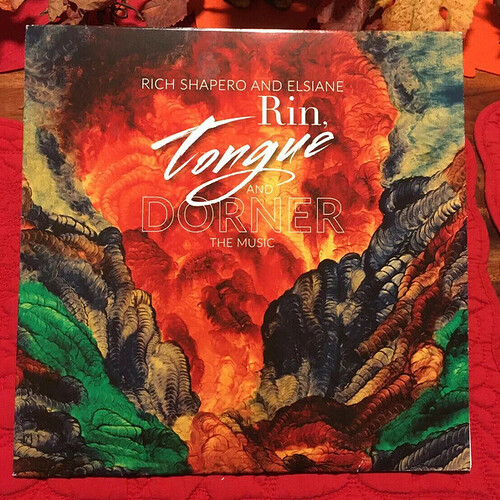 RICH SHAPERO AND ELSIANE
Rin,
Tongue
AND
DORNER
THE MUSIC